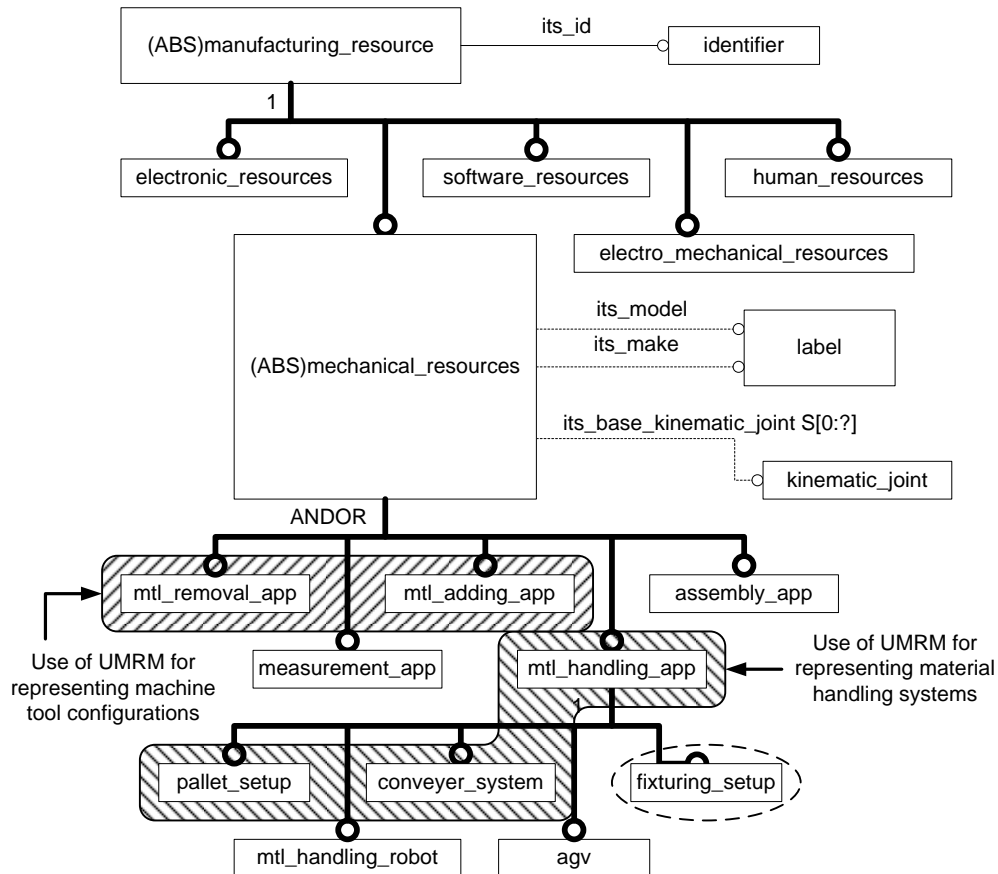 its_id
(ABS)manufacturing_resource
identifier
1
electronic_resources
software_resources
human_resources
electro_mechanical_resources
its_model
its_make
label
(ABS)mechanical_resources
its_base_kinematic_joint S[0:?]
kinematic_joint
ANDOR
mtl_removal_app
mtl_adding_app
assembly_app
Use of UMRM for
representing machine
tool configurations
measurement_app
mtl_handling_app
Use of UMRM for
representing material
handling systems
1
pallet_setup
conveyer_system
fixturing_setup
mtl_handling_robot
agv